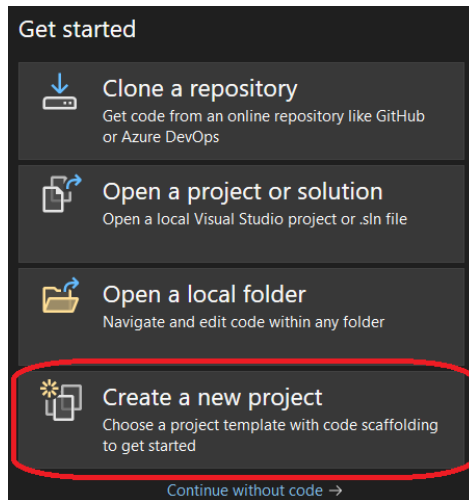 Get started
Clone a repository
Get code from an online repository like GitHub
or Azure DevOps
Open a project or solution
Open a local Visual Studio project or .sln file
Open a local folder
Navigate and edit code within any folder
Create a new project
Choose a project template with code scaffolding
to get started
Continue without code →